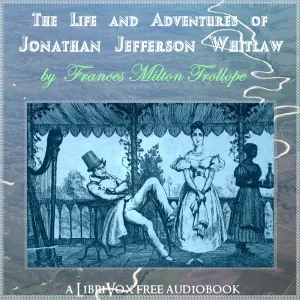 The Life and Adventures of
Jonathan Jefferson Whitlaw
by Frances Milton Trollope
a LibriVox free audiobook